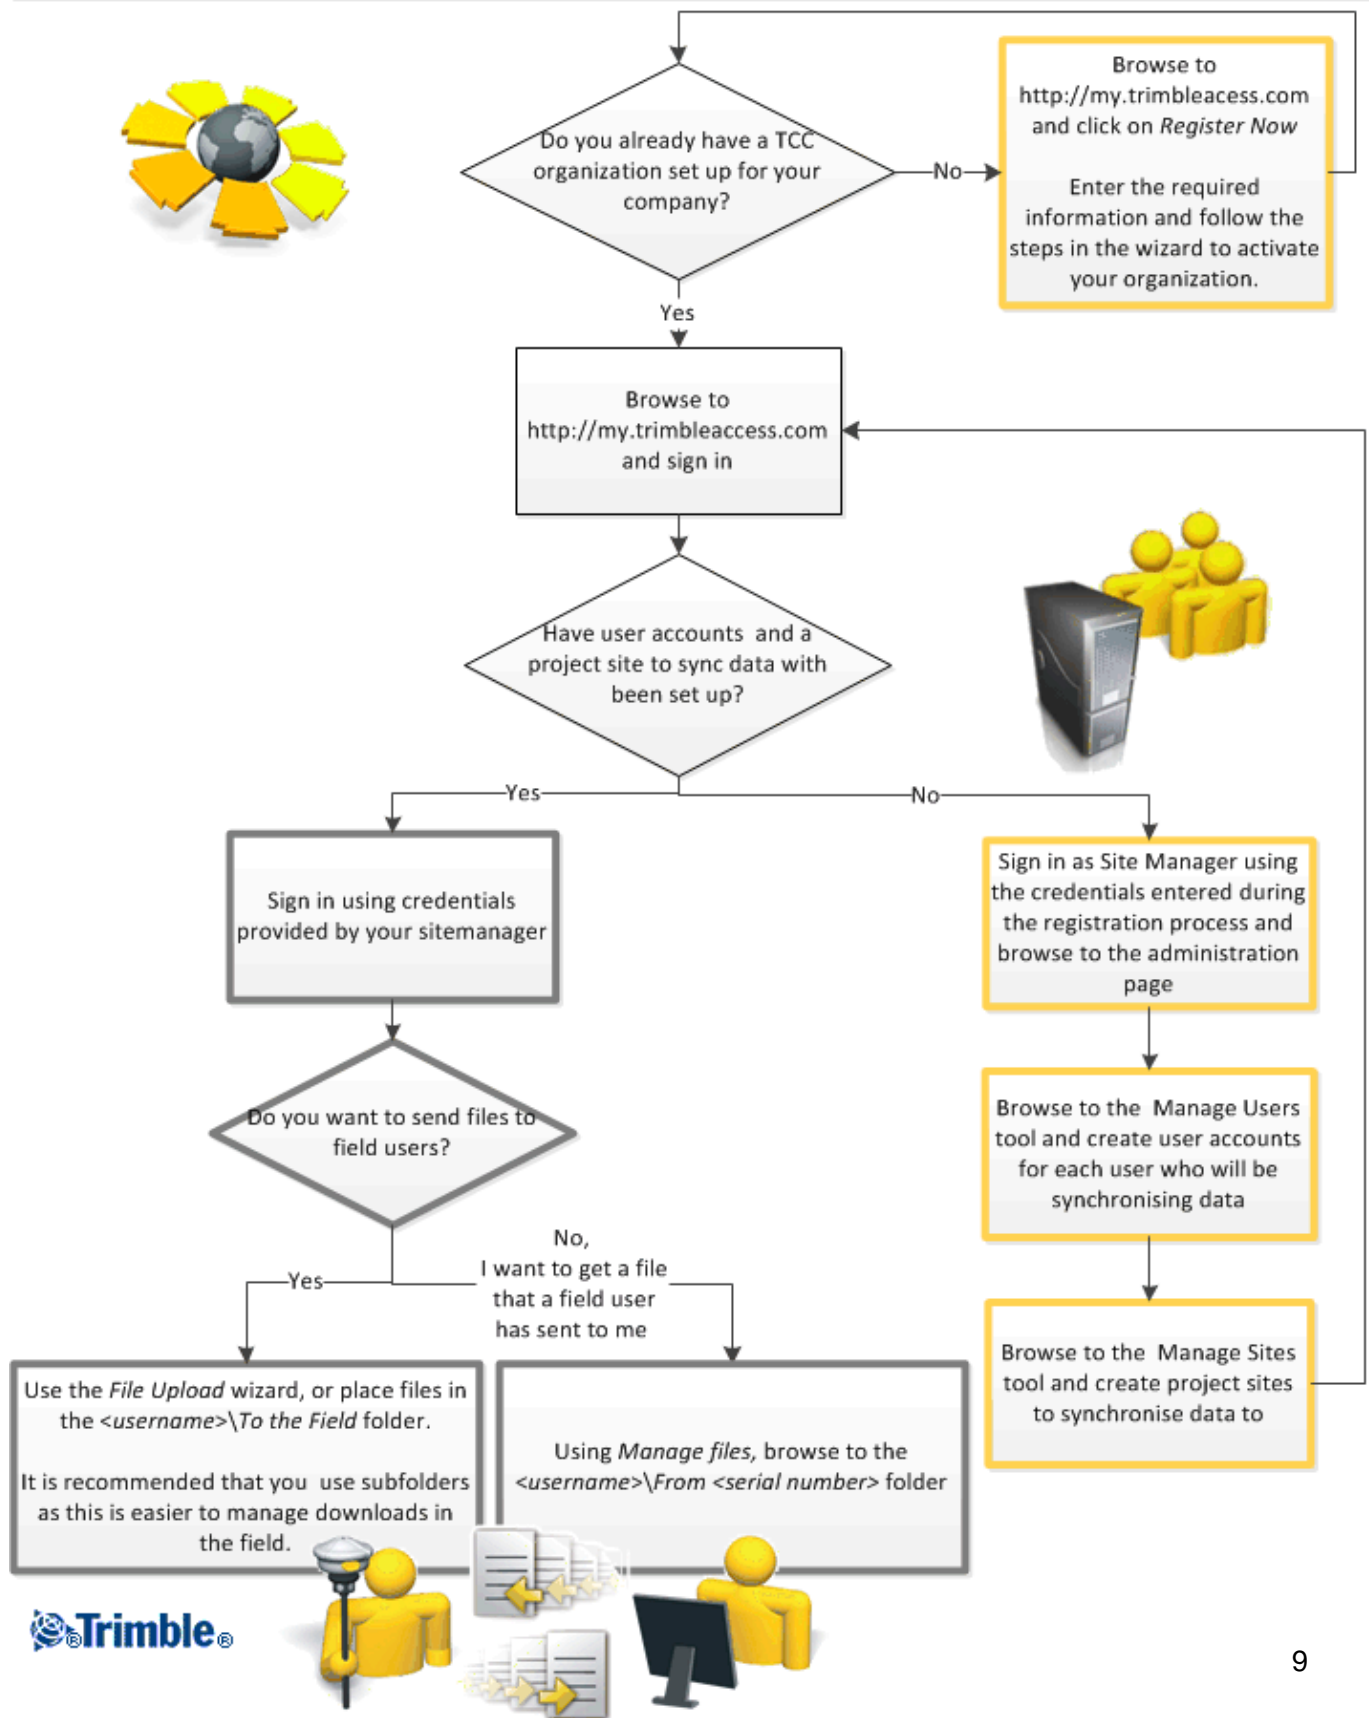 Do you already have a TCC
organization set up for your
company?
No
Browse to
http://my.trimbleacess.com
and click on Register Now
Enter the required
information and follow the
steps in the wizard to activate
your organization.
Yes
Browse to
http://my.trimbleaccess.com
and sign in
Have user accounts and a
project site to sync data with
been set up?
Yes
No
Sign in using credentials
provided by your sitemanager
Sign in as Site Manager using
the credentials entered during
the registration process and
browse to the administration
page
Do you want to send files to
field users?
Browse to the Manage Users
tool and create user accounts
for each user who will be
synchronising data
Yes
No,
I want to get a file
that a field user
has sent to me
Browse to the Manage Sites
tool and create project sites
to synchronise data to
Use the File Upload wizard, or place files in
the <username>\To the Field folder.
It is recommended that you use subfolders
as this is easier to manage downloads in
the field.
Using Manage files, browse to the
<username>\From <serial number> folder
®Trimble®
9